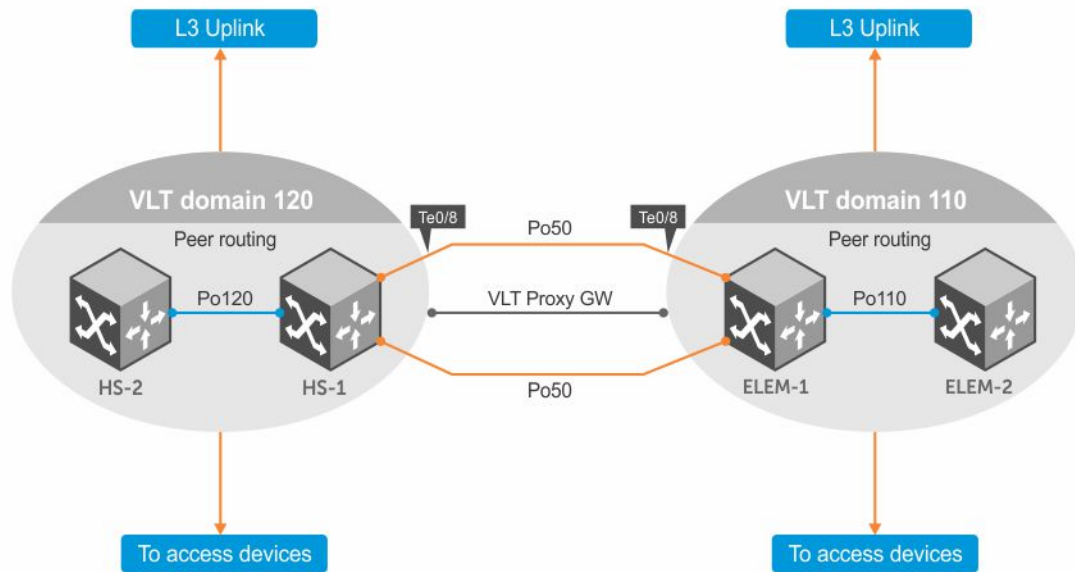 L3 Uplink
L3 Uplink
VLT domain 120
VLT domain 110
Te0/8
Te0/8
Peer routing
Po50
Peer routing
Po120
VLT Proxy GW
Po110
HS-2
HS-1
Po50
ELEM-1
ELEM-2
To access devices
To access devices